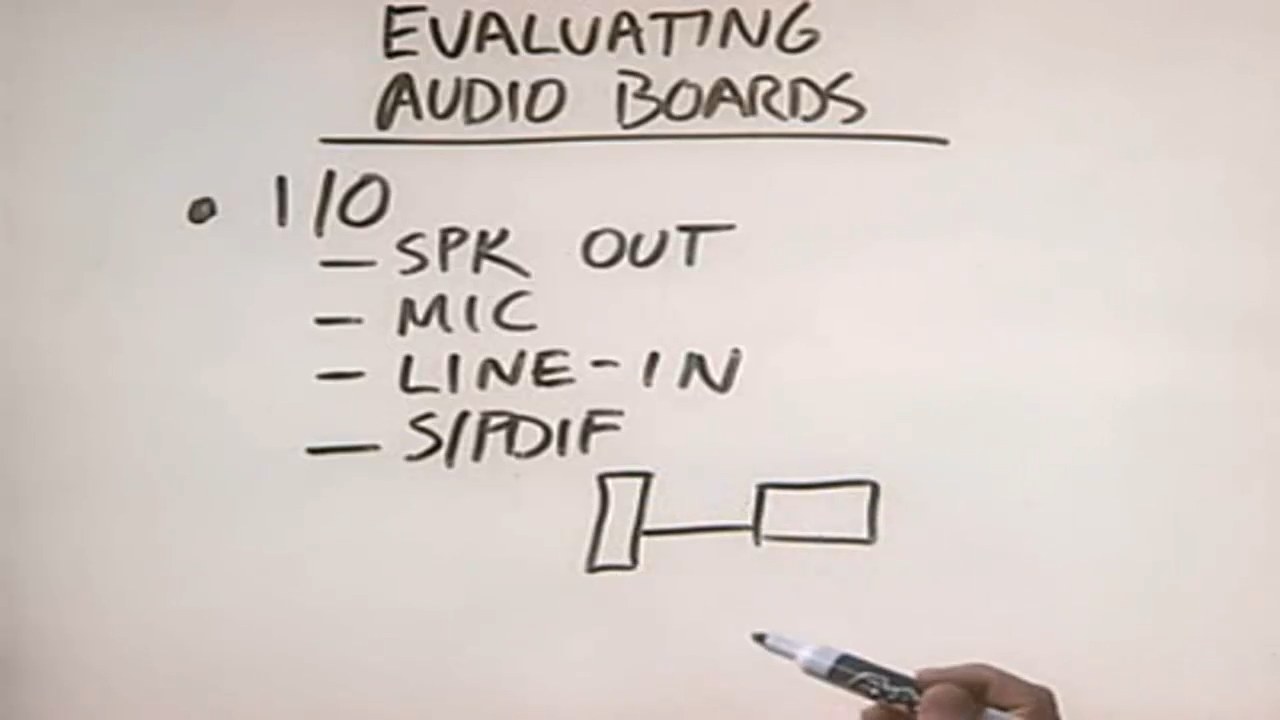 EVALUATING
AUDIO BOARDS
• I/O
— SPK OUT
— MIC
— LINE-IN
— S/PDIF